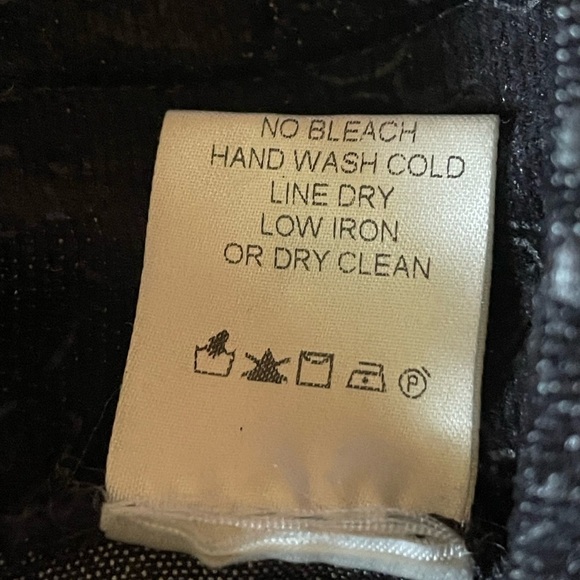 NO BLEACH
HAND WASH COLD
LINE DRY
LOW IRON
OR DRY CLEAN
P